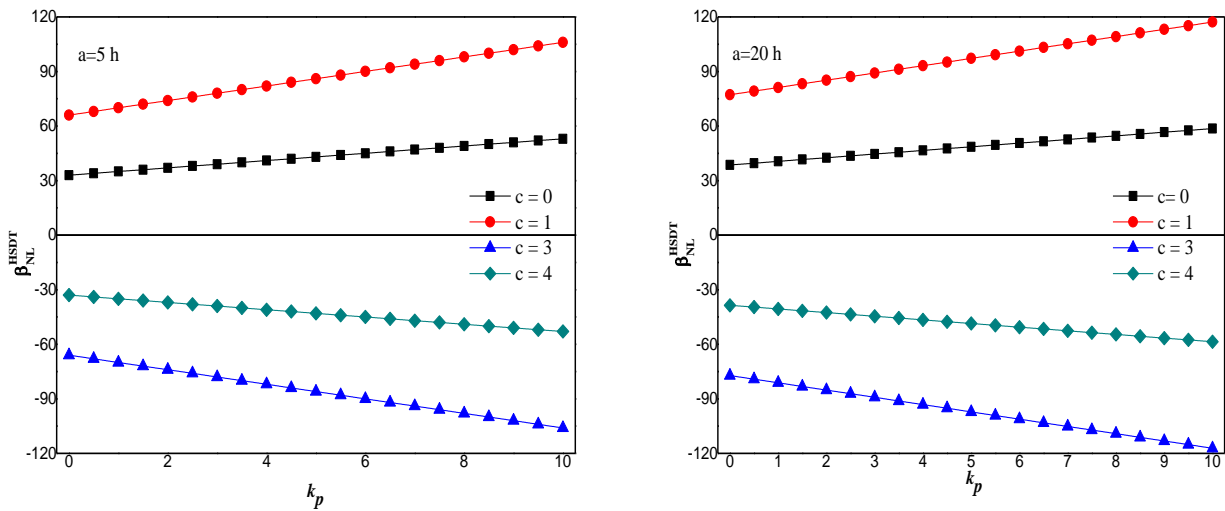 120
90
60
30
0
-30
-60
-90
-120
β_NL^HSDT
a=5 h
c = 0
c = 1
c = 3
c = 4
0 2 4 6 8 10
k_p
120
90
60
30
0
-30
-60
-90
-120
β_NL^HSDT
a=20 h
c= 0
c = 1
c = 3
c = 4
0 1 2 3 4 5 6 7 8 9 10
k_p